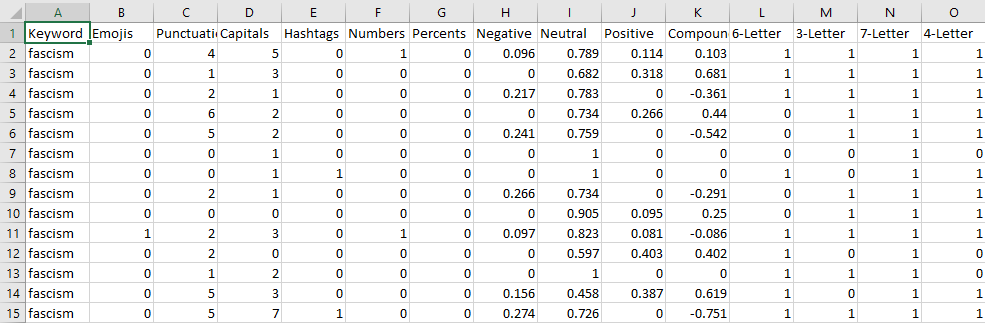 A B C D E F G H I J K L M N O
1 Keyword Emojis Punctuati Capitals Hashtags Numbers Percents Negative Neutral Positive Compoun 6-Letter 3-Letter 7-Letter 4-Letter
2 fascism 0 4 5 0 1 0 0.096 0.789 0.114 0.103 1 1 1 1
3 fascism 0 1 3 0 0 0 0 0.682 0.318 0.681 1 1 1 1
4 fascism 0 2 1 0 0 0 0.217 0.783 0 -0.361 1 1 1 1
5 fascism 0 6 2 0 0 0 0 0.734 0.266 0.44 0 1 1 1
6 fascism 0 5 2 0 0 0 0.241 0.759 0 -0.542 0 1 1 1
7 fascism 0 0 1 0 0 0 0 1 0 0 0 0 1 0
8 fascism 0 0 1 1 0 0 0 1 0 0 1 0 1 1
9 fascism 0 2 1 0 0 0 0.266 0.734 0 -0.291 0 1 1 1
10 fascism 0 0 0 0 0 0 0 0.905 0.095 0.25 0 1 1 1
11 fascism 1 2 3 0 1 0 0.097 0.823 0.081 -0.086 1 1 1 1
12 fascism 0 2 0 0 0 0 0 0.597 0.403 0.402 1 0 1 0
13 fascism 0 1 2 0 0 0 0 1 0 0 1 1 1 0
14 fascism 0 5 3 0 0 0 0.156 0.458 0.387 0.619 1 0 1 1
15 fascism 0 5 7 1 0 0 0.274 0.726 0 -0.751 1 1 1 1